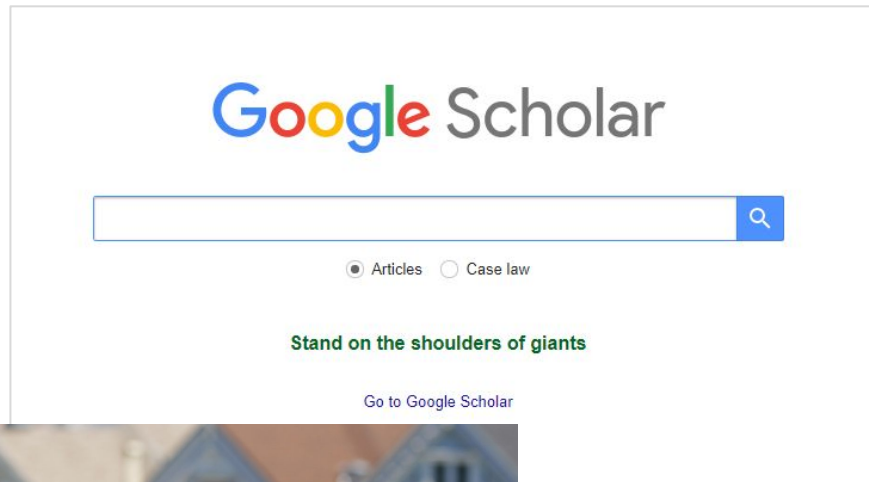 Google Scholar
Articles Case law
Stand on the shoulders of giants
Go to Google Scholar